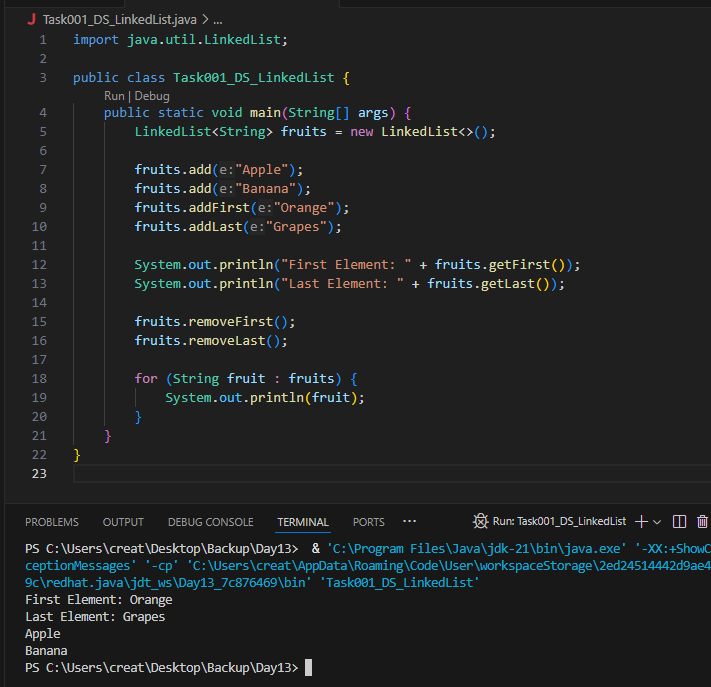 J Task001_DS_LinkedList.java > ...
1 import java.util.LinkedList;
2
3 public class Task001_DS_LinkedList {
Run | Debug
4 public static void main(String[] args) {
5 LinkedList<String> fruits = new LinkedList<>();
6
7 fruits.add(e:"Apple");
8 fruits.add(e:"Banana");
9 fruits.addFirst(e:"Orange");
10 fruits.addLast(e:"Grapes");
11
12 System.out.println("First Element: " + fruits.getFirst());
13 System.out.println("Last Element: " + fruits.getLast());
14
15 fruits.removeFirst();
16 fruits.removeLast();
17
18 for (String fruit : fruits) {
19 System.out.println(fruit);
20 }
21 }
22 }
23
PROBLEMS OUTPUT DEBUG CONSOLE TERMINAL PORTS ··· Run: Task001_DS_LinkedList
PS C:\Users\creat\Desktop\Backup\Day13> & 'C:\Program Files\Java\jdk-21\bin\java.exe' '-XX:+ShowC
ceptionMessages' '-cp' 'C:\Users\creat\AppData\Roaming\Code\User\workspaceStorage\2ed24514442d9ae4
9c\redhat.java\jdt_ws\Day13_7c876469\bin' 'Task001_DS_LinkedList'
First Element: Orange
Last Element: Grapes
Apple
Banana
PS C:\Users\creat\Desktop\Backup\Day13>